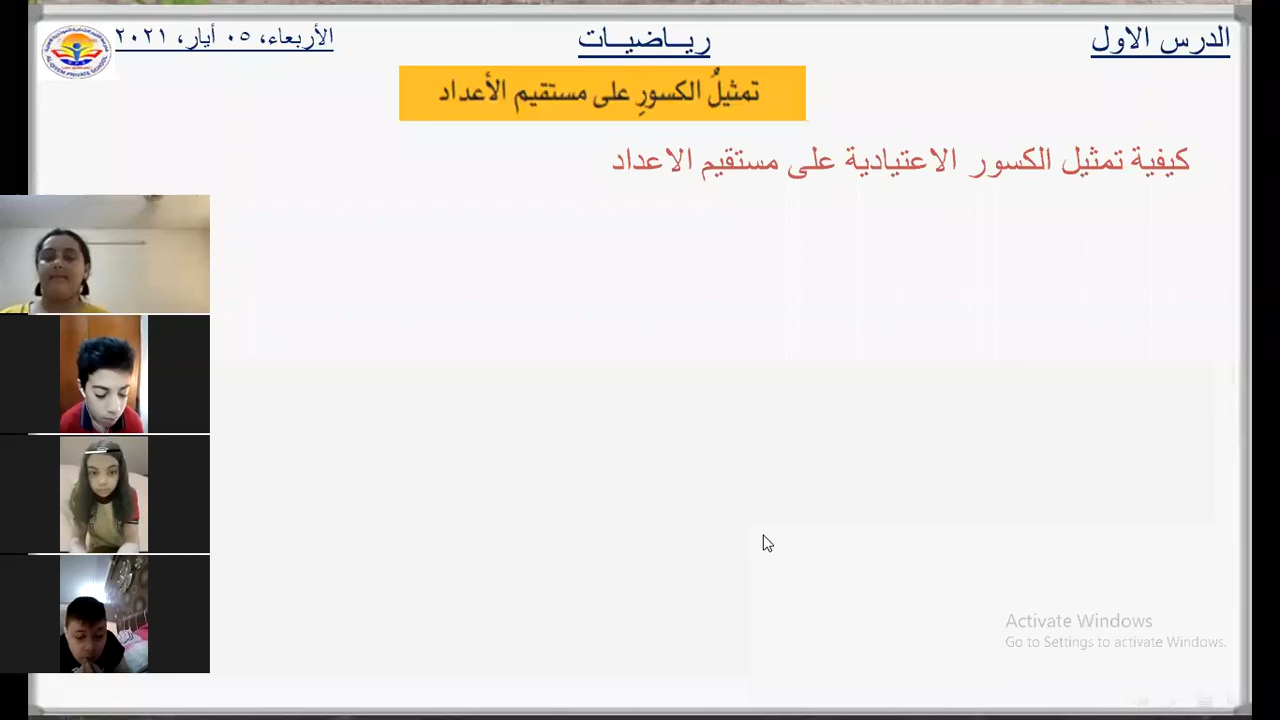 الدرس الاول
ريـاضيـات
الأربعاء، ٠٥ أيار، ٢٠٢١
تمثيلُ الكسورِ على مستقيم الأعداد
كيفية تمثيل الكسور الاعتيادية على مستقيم الاعداد
Activate Windows
Go to Settings to activate Windows.